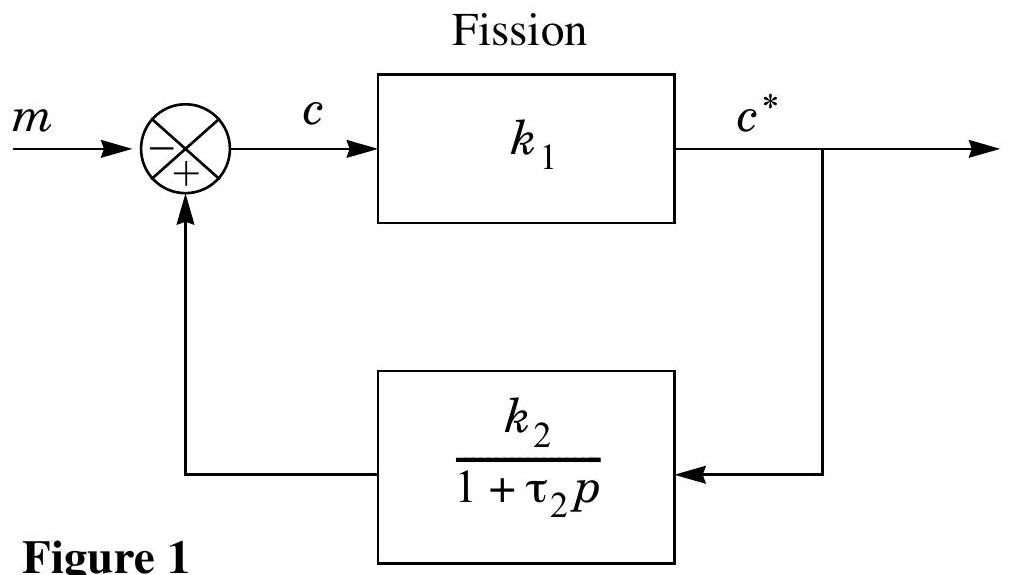 Fission
m
c
k₁
c*
−
+
k₂
1 + τ₂p
Figure 1